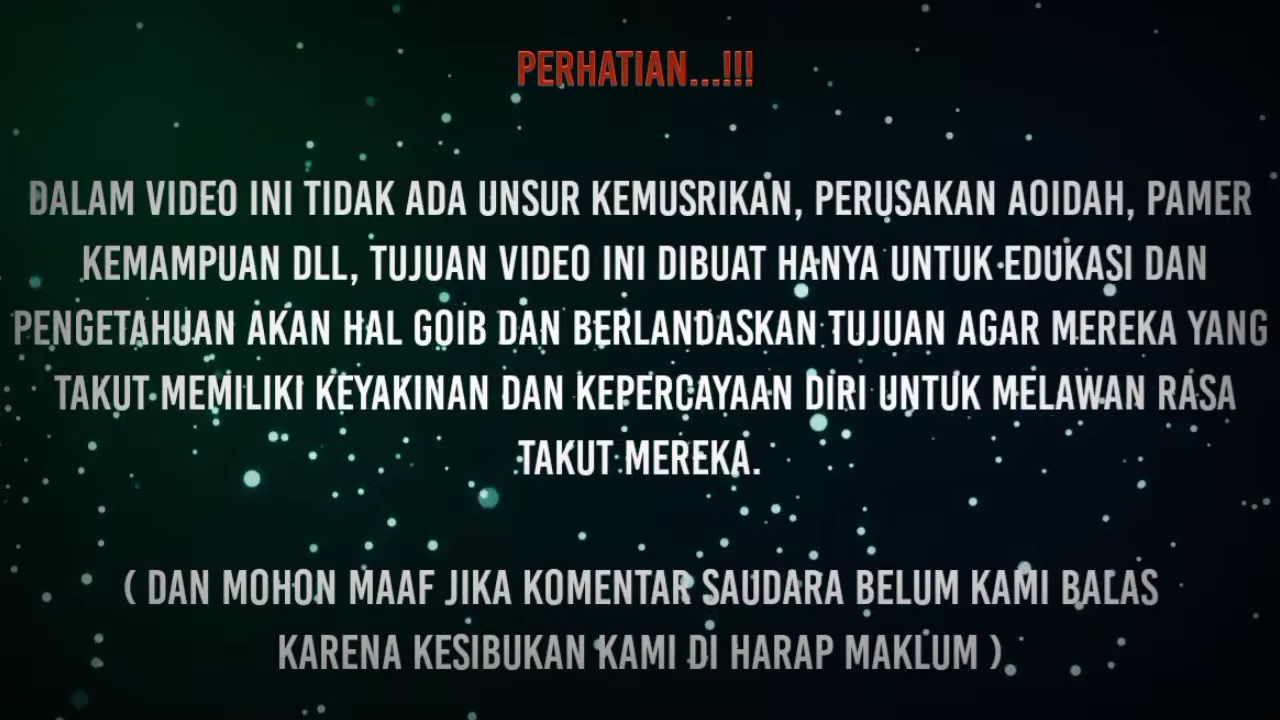 PERHATIAN...!!!
DALAM VIDEO INI TIDAK ADA UNSUR KEMUSRIKAN, PERUSAKAN AQIDAH, PAMER
KEMAMPUAN DLL, TUJUAN VIDEO INI DIBUAT HANYA UNTUK EDUKASI DAN
PENGETAHUAN AKAN HAL GOIB DAN BERLANDASKAN TUJUAN AGAR MEREKA YANG
TAKUT MEMILIKI KEYAKINAN DAN KEPERCAYAAN DIRI UNTUK MELAWAN RASA
TAKUT MEREKA.
( DAN MOHON MAAF JIKA KOMENTAR SAUDARA BELUM KAMI BALAS
KARENA KESIBUKAN KAMI DI HARAP MAKLUM )